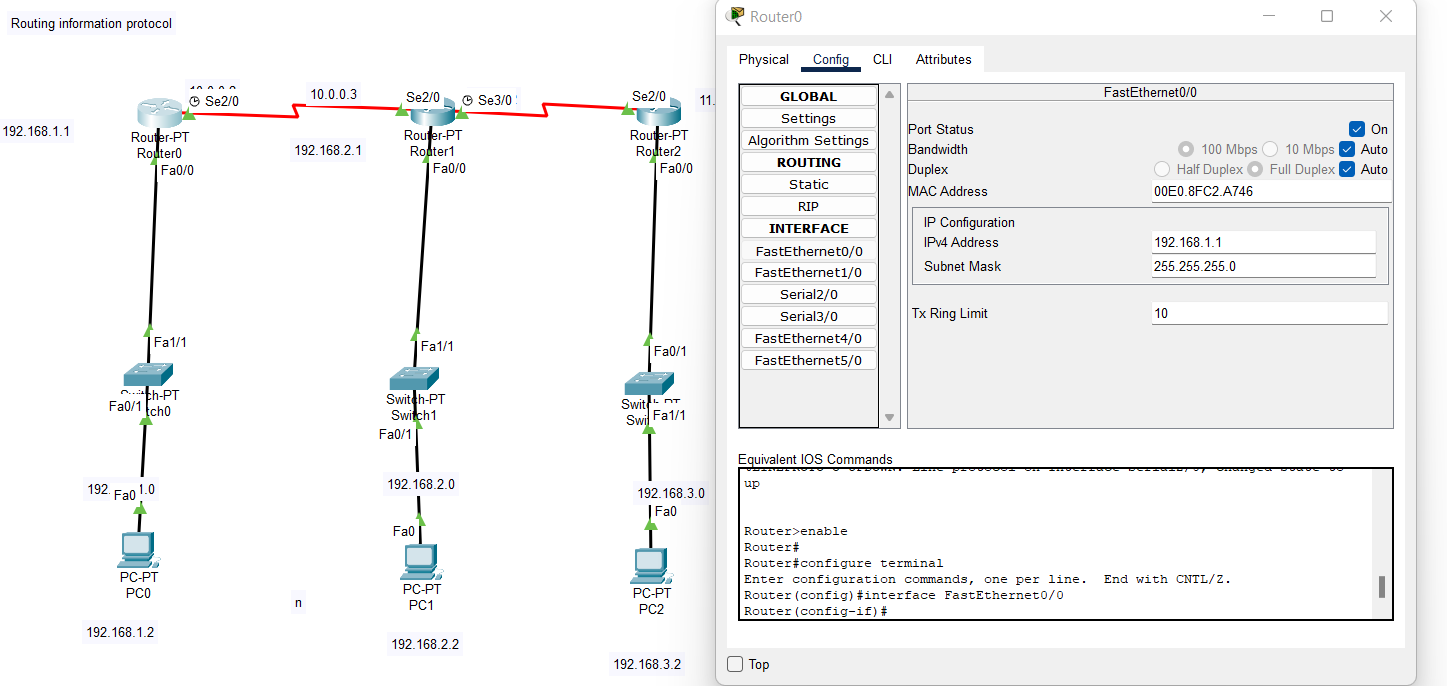 Routing information protocol
Se2/0
10.0.0.3
Se2/0
Se3/0
Se2/0
11.
192.168.1.1
Router-PT
Router0
Fa0/0
192.168.2.1
Router-PT
Router1
Fa0/0
Router-PT
Router2
Fa0/0
Fa1/1
Fa1/1
Fa0/1
Fa0/1
Switch-PT
Switch1
Fa0/1
Fa1/1
192.
1.0
Fa0
192.168.2.0
Fa0
192.168.3.0
Fa0
PC-PT
PC0
PC-PT
PC1
PC-PT
PC2
n
192.168.1.2
192.168.2.2
192.168.3.2
Router0
Physical Config CLI Attributes
GLOBAL
Settings
Algorithm Settings
ROUTING
Static
RIP
INTERFACE
FastEthernet0/0
FastEthernet1/0
Serial2/0
Serial3/0
FastEthernet4/0
FastEthernet5/0
FastEthernet0/0
Port Status On
Bandwidth 100 Mbps 10 Mbps Auto
Duplex Half Duplex Full Duplex Auto
MAC Address 00E0.8FC2.A746
IP Configuration
IPv4 Address 192.168.1.1
Subnet Mask 255.255.255.0
Tx Ring Limit 10
Equivalent IOS Commands
up
Router>enable
Router#
Router#configure terminal
Enter configuration commands, one per line. End with CNTL/Z.
Router(config)#interface FastEthernet0/0
Router(config-if)#
Top